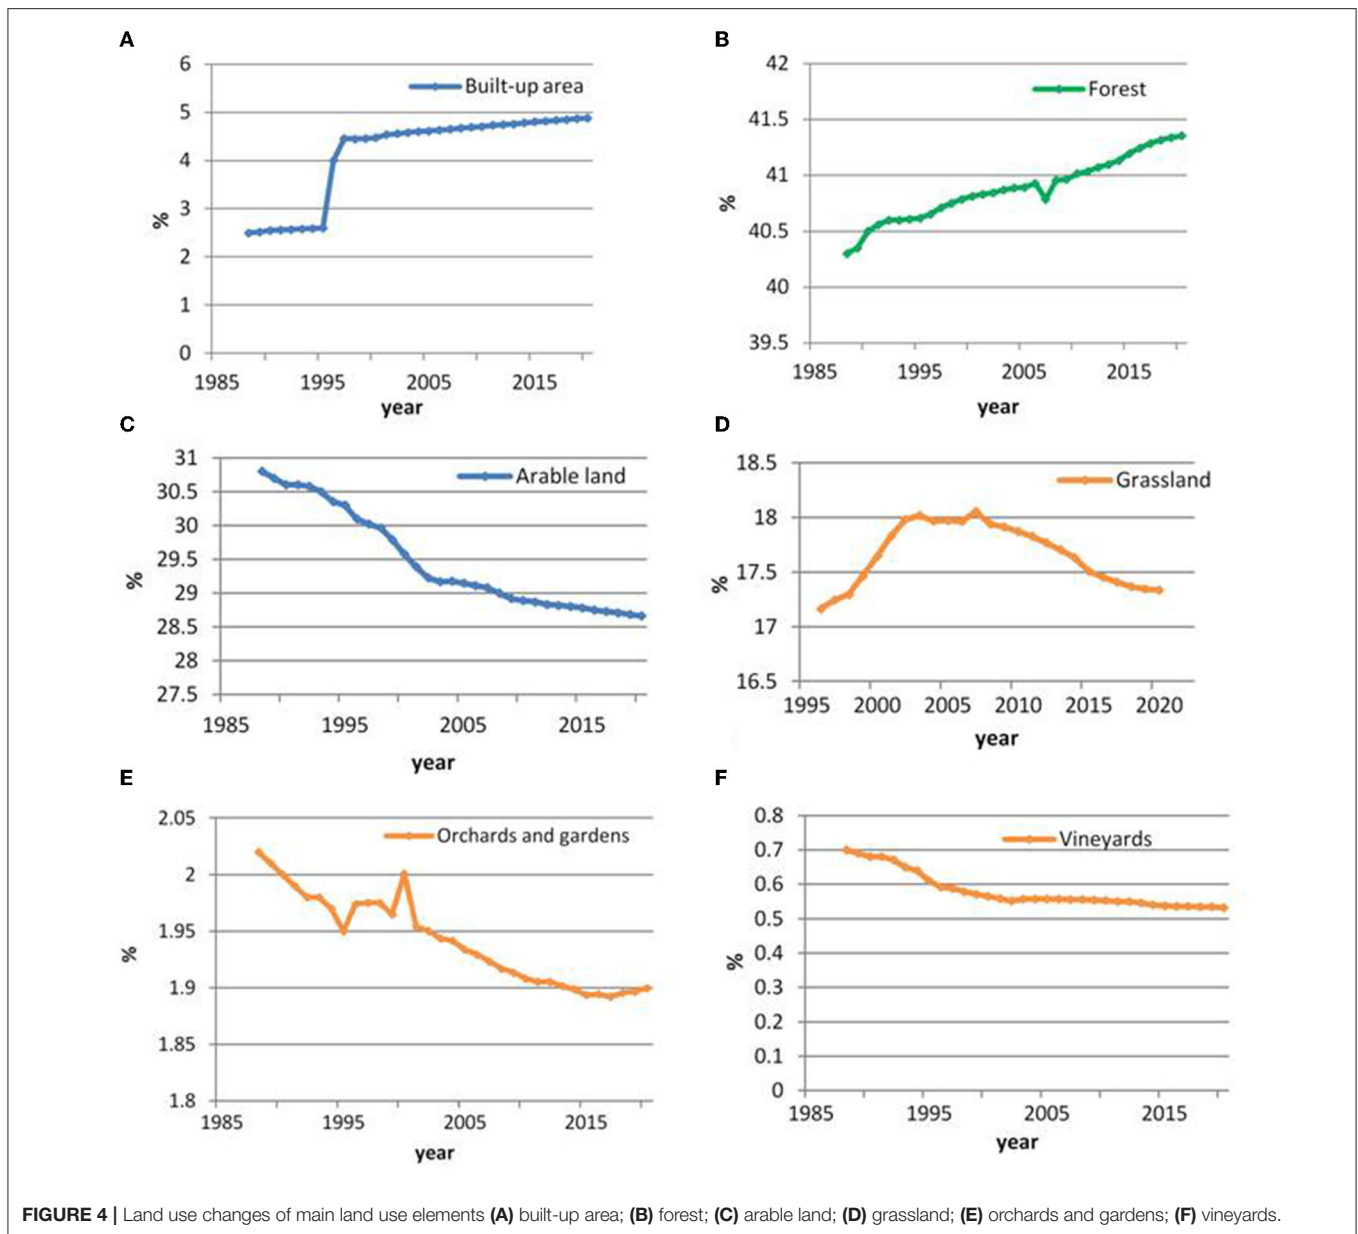 A
6
5
4
3
2
1
0
%
Built-up area
1985 1995 2005 2015
year
B
42
41.5
41
40.5
40
39.5
%
Forest
1985 1995 2005 2015
year
C
31
30.5
30
29.5
29
28.5
28
27.5
%
Arable land
1985 1995 2005 2015
year
D
18.5
18
17.5
17
16.5
%
Grassland
1995 2000 2005 2010 2015 2020
year
E
2.05
2
1.95
1.9
1.85
1.8
%
Orchards and gardens
1985 1995 2005 2015
year
F
0.8
0.7
0.6
0.5
0.4
0.3
0.2
0.1
0
%
Vineyards
1985 1995 2005 2015
year
FIGURE 4 | Land use changes of main land use elements (A) built-up area; (B) forest; (C) arable land; (D) grassland; (E) orchards and gardens; (F) vineyards.